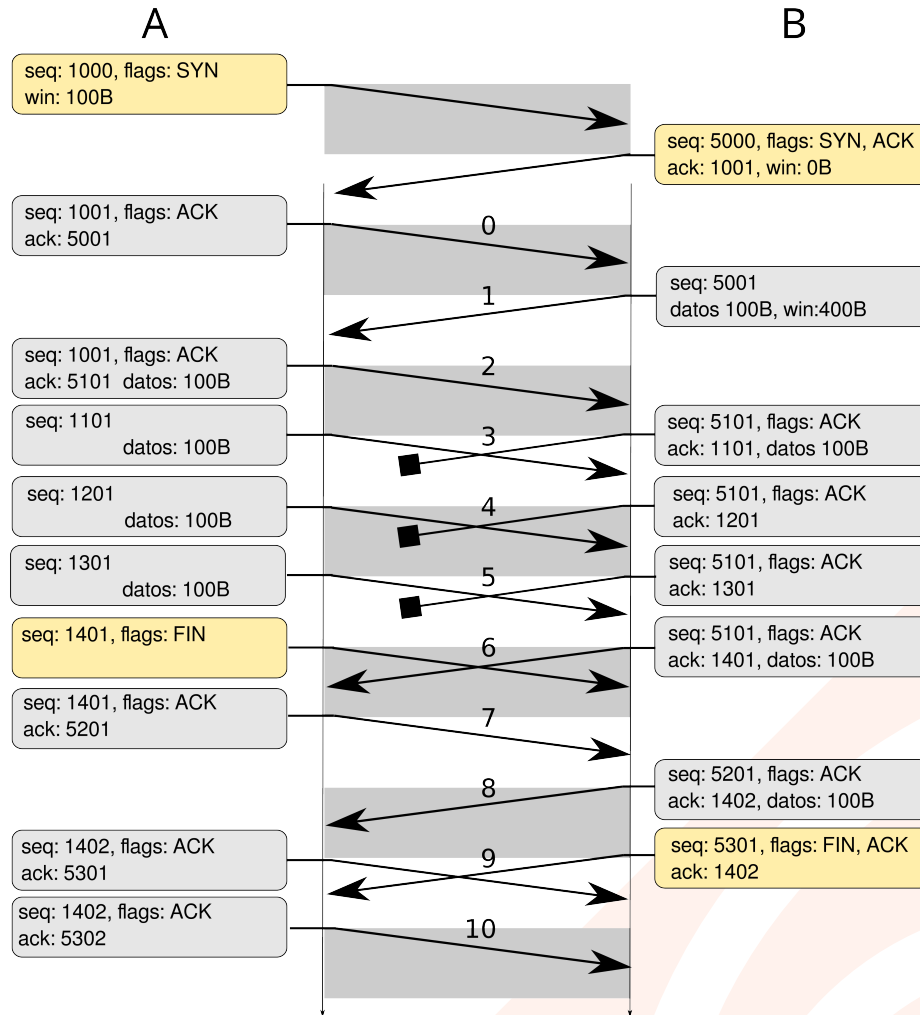 A
B
seq: 1000, flags: SYN
win: 100B
seq: 5000, flags: SYN, ACK
ack: 1001, win: 0B
seq: 1001, flags: ACK
ack: 5001
0
seq: 5001
datos 100B, win:400B
1
seq: 1001, flags: ACK
ack: 5101 datos: 100B
2
seq: 1101
datos: 100B
3
seq: 5101, flags: ACK
ack: 1101, datos 100B
seq: 1201
datos: 100B
4
seq: 5101, flags: ACK
ack: 1201
seq: 1301
datos: 100B
5
seq: 5101, flags: ACK
ack: 1301
seq: 1401, flags: FIN
6
seq: 5101, flags: ACK
ack: 1401, datos: 100B
seq: 1401, flags: ACK
ack: 5201
7
8
seq: 5201, flags: ACK
ack: 1402, datos: 100B
seq: 1402, flags: ACK
ack: 5301
9
seq: 5301, flags: FIN, ACK
ack: 1402
seq: 1402, flags: ACK
ack: 5302
10